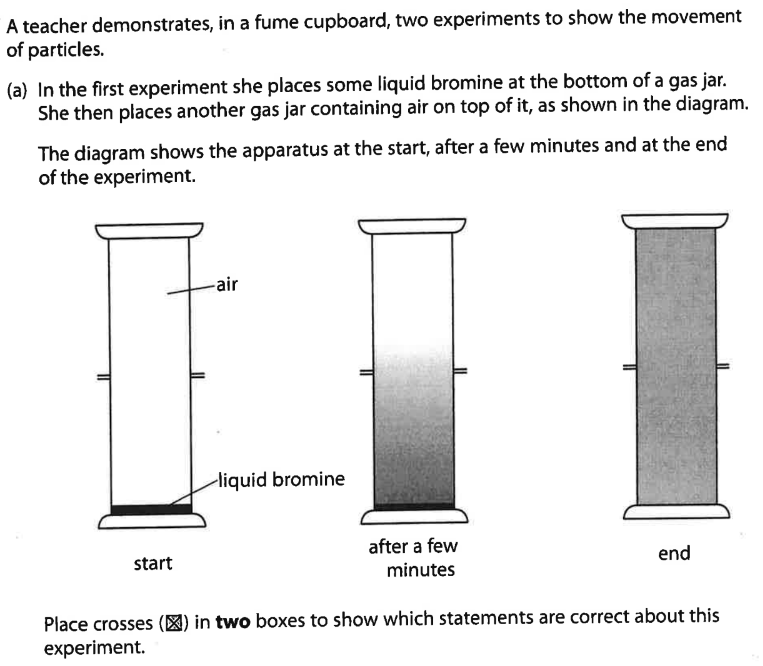 A teacher demonstrates, in a fume cupboard, two experiments to show the movement
of particles.
(a) In the first experiment she places some liquid bromine at the bottom of a gas jar.
She then places another gas jar containing air on top of it, as shown in the diagram.
The diagram shows the apparatus at the start, after a few minutes and at the end
of the experiment.
air
liquid bromine
start
after a few
minutes
end
Place crosses (☒) in two boxes to show which statements are correct about this
experiment.